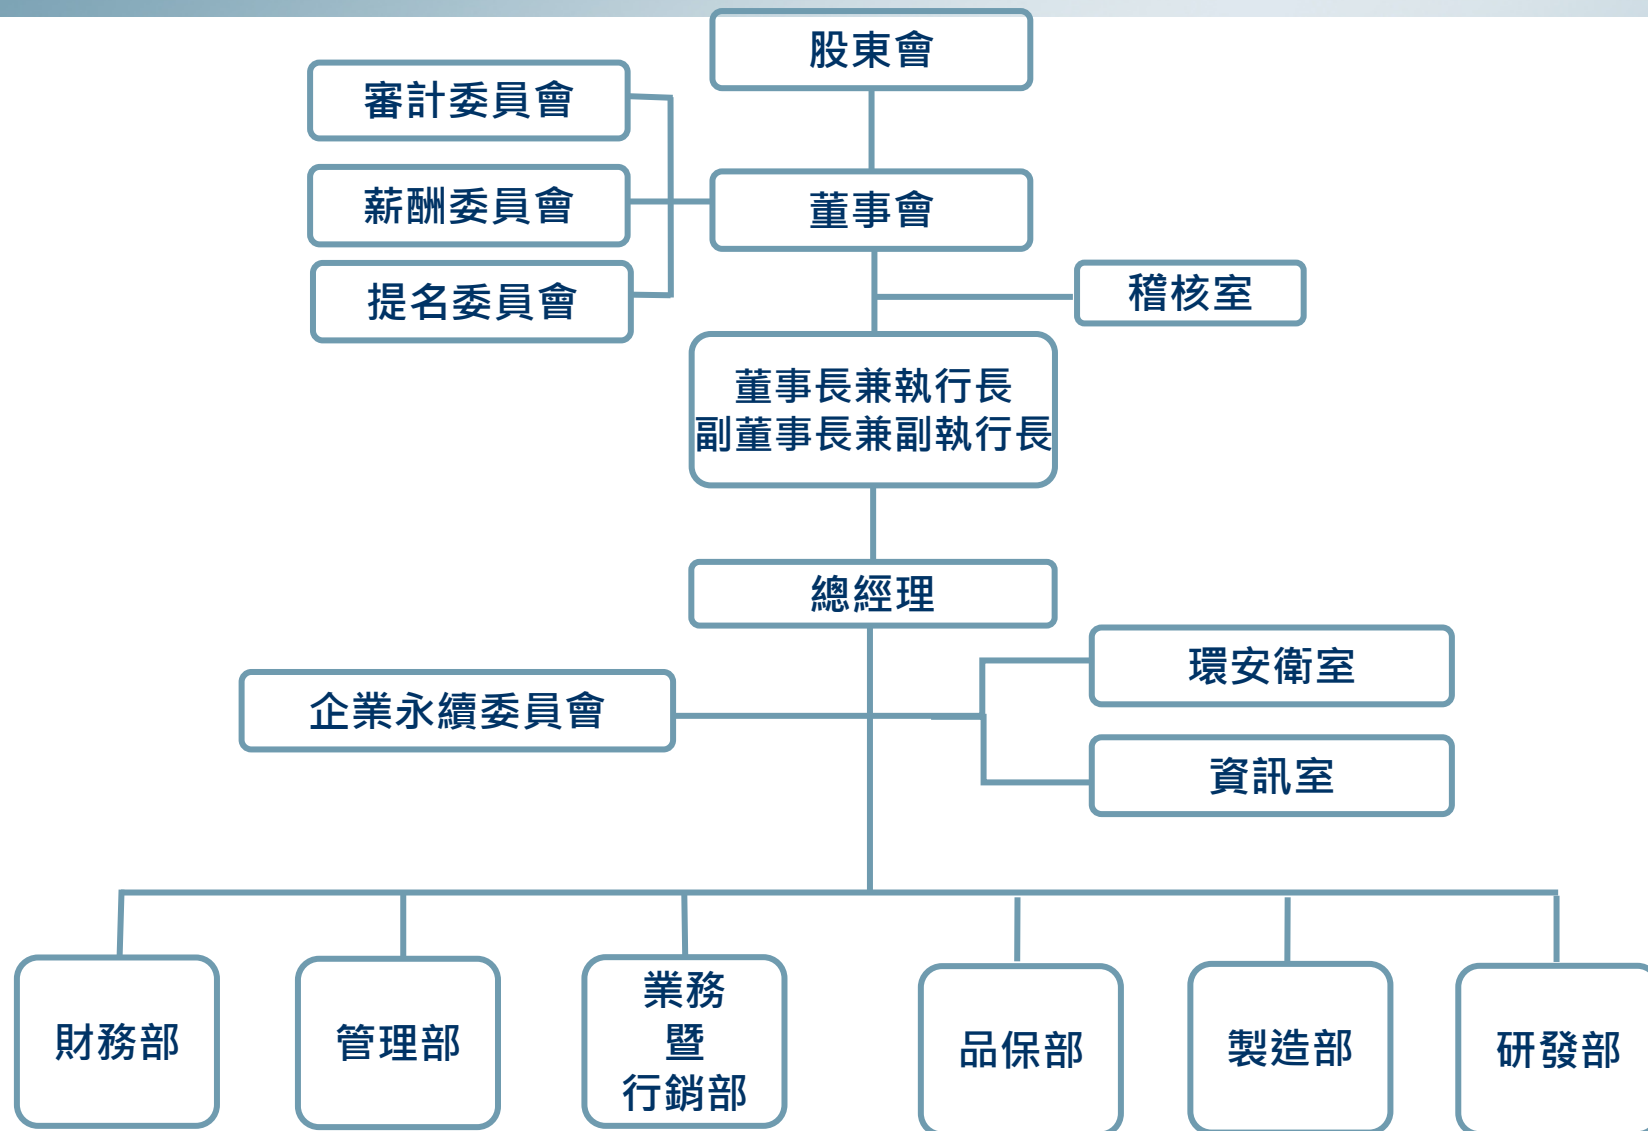 股東會
審計委員會
薪酬委員會
董事會
提名委員會
稽核室
董事長兼執行長
副董事長兼副執行長
總經理
環安衛室
企業永續委員會
資訊室
財務部
管理部
業務
暨
行銷部
品保部
製造部
研發部